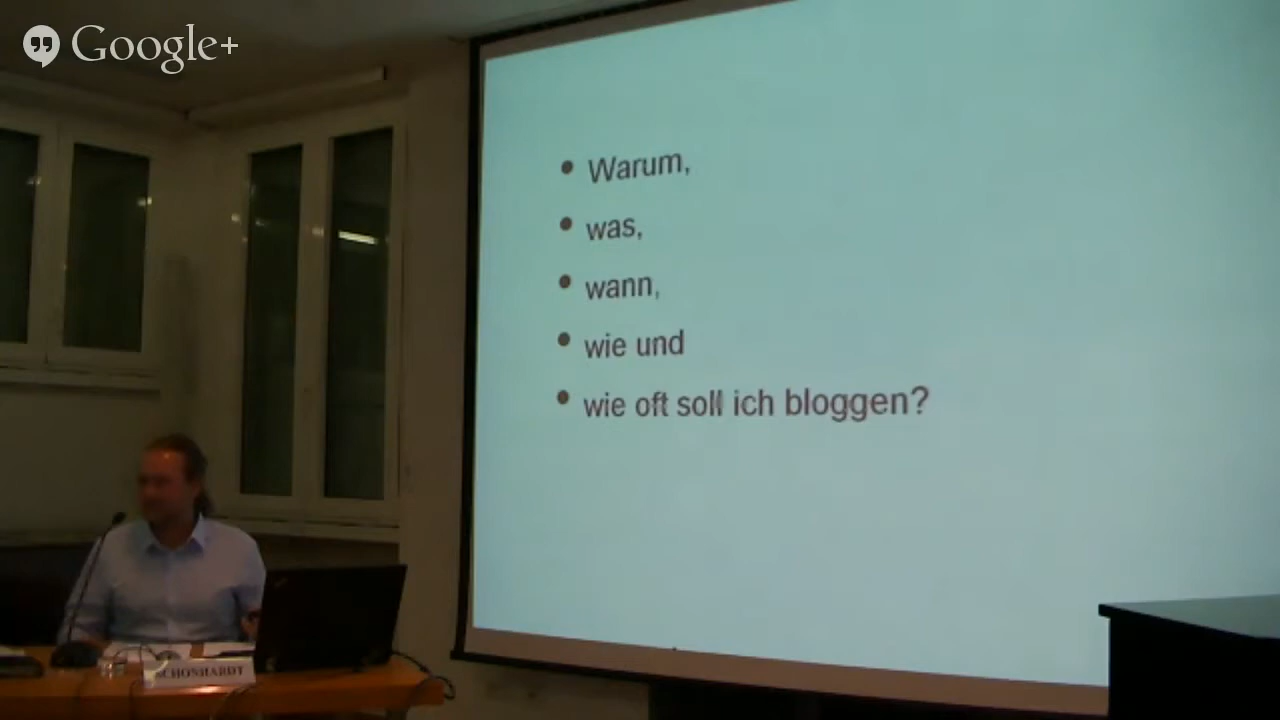 Google+
• Warum,
• was,
• wann,
• wie und
• wie oft soll ich bloggen?
SCHONHARDT